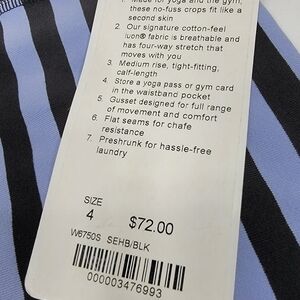 1. Made for yoga and the gym,
these no-fuss crops fit like a
second skin
2. Our signature cotton-feel
luon® fabric is breathable and
has four-way stretch that
moves with you
3. Medium rise, tight-fitting,
calf-length
4. Store a yoga pass or gym card
in the waistband pocket
5. Gusset designed for full range
of movement and comfort
6. Flat seams for chafe
resistance
7. Preshrunk for hassle-free
laundry
SIZE
4 $72.00
W6750S SEHB/BLK
000003476993